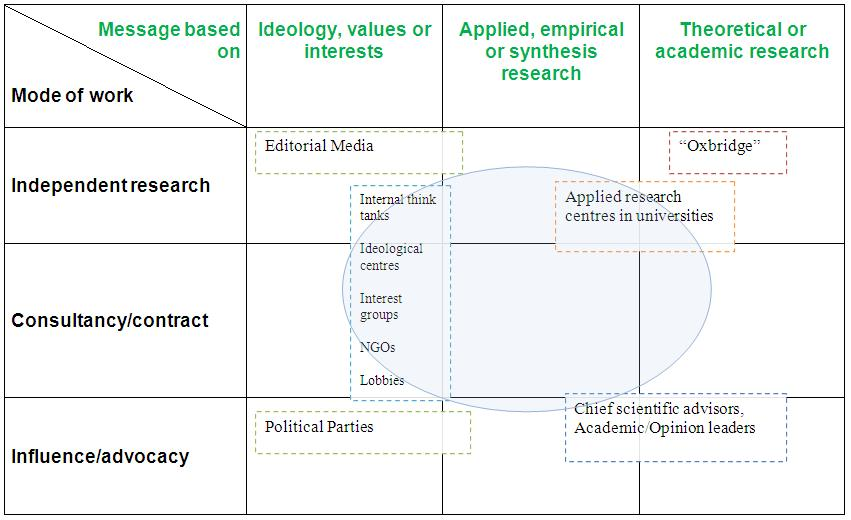 Message based
on
Mode of work
Ideology, values or
interests
Applied, empirical
or synthesis
research
Theoretical or
academic research
Independent research
Editorial Media
“Oxbridge”
Internal think
tanks
Applied research
centres in universities
Ideological
centres
Consultancy/contract
Interest
groups
NGOs
Lobbies
Influence/advocacy
Political Parties
Chief scientific advisors,
Academic/Opinion leaders